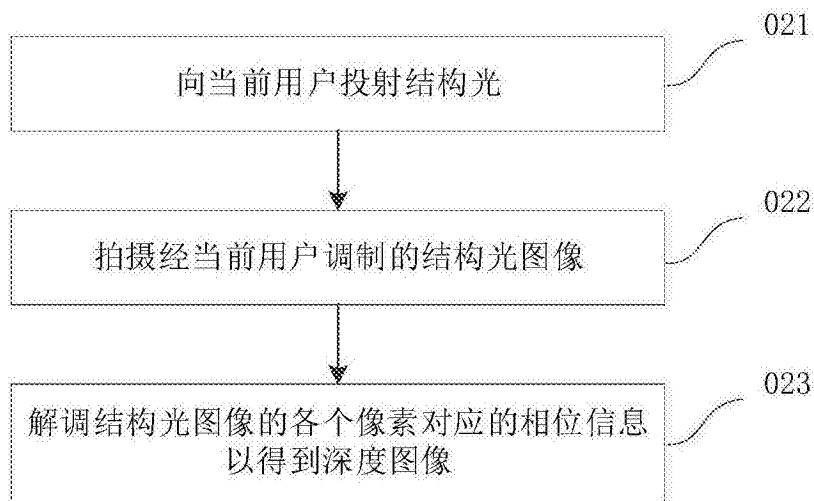 021
向当前用户投射结构光
022
拍摄经当前用户调制的结构光图像
023
解调结构光图像的各个像素对应的相位信息
以得到深度图像